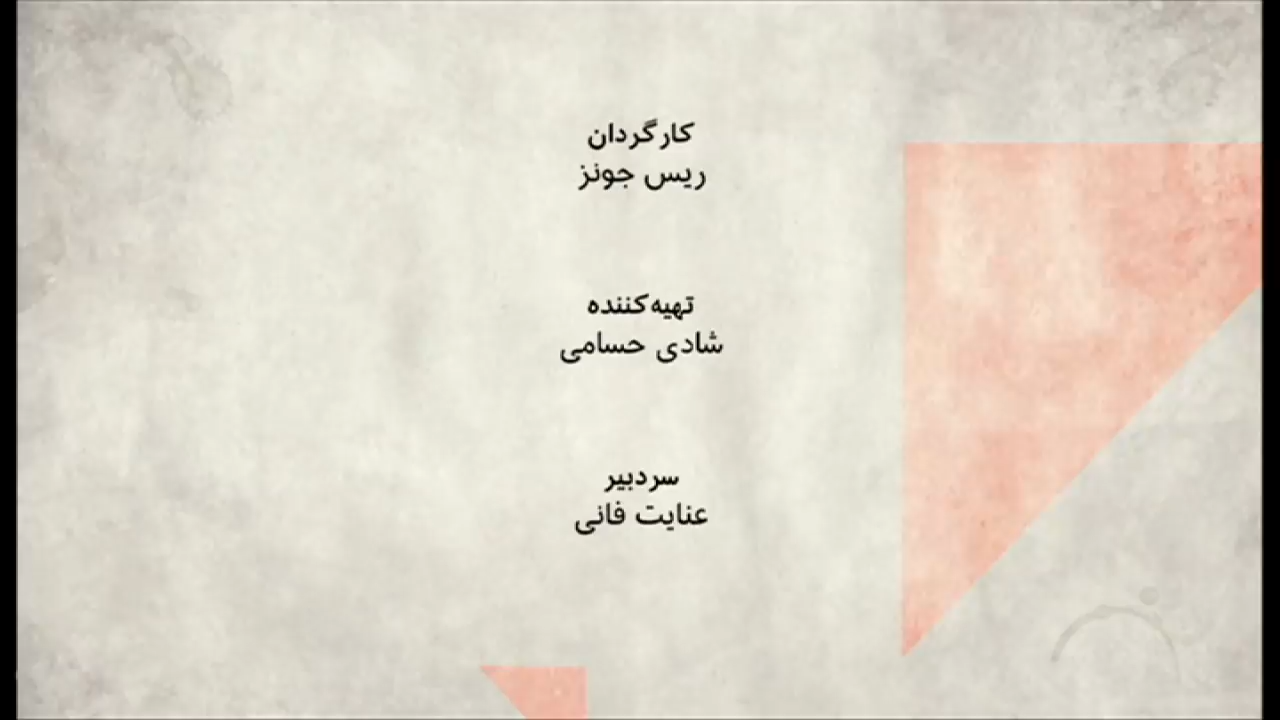 کارگردان
ریس جونز
تهیه‌کننده
شادی حسامی
سردبیر
عنایت فانی